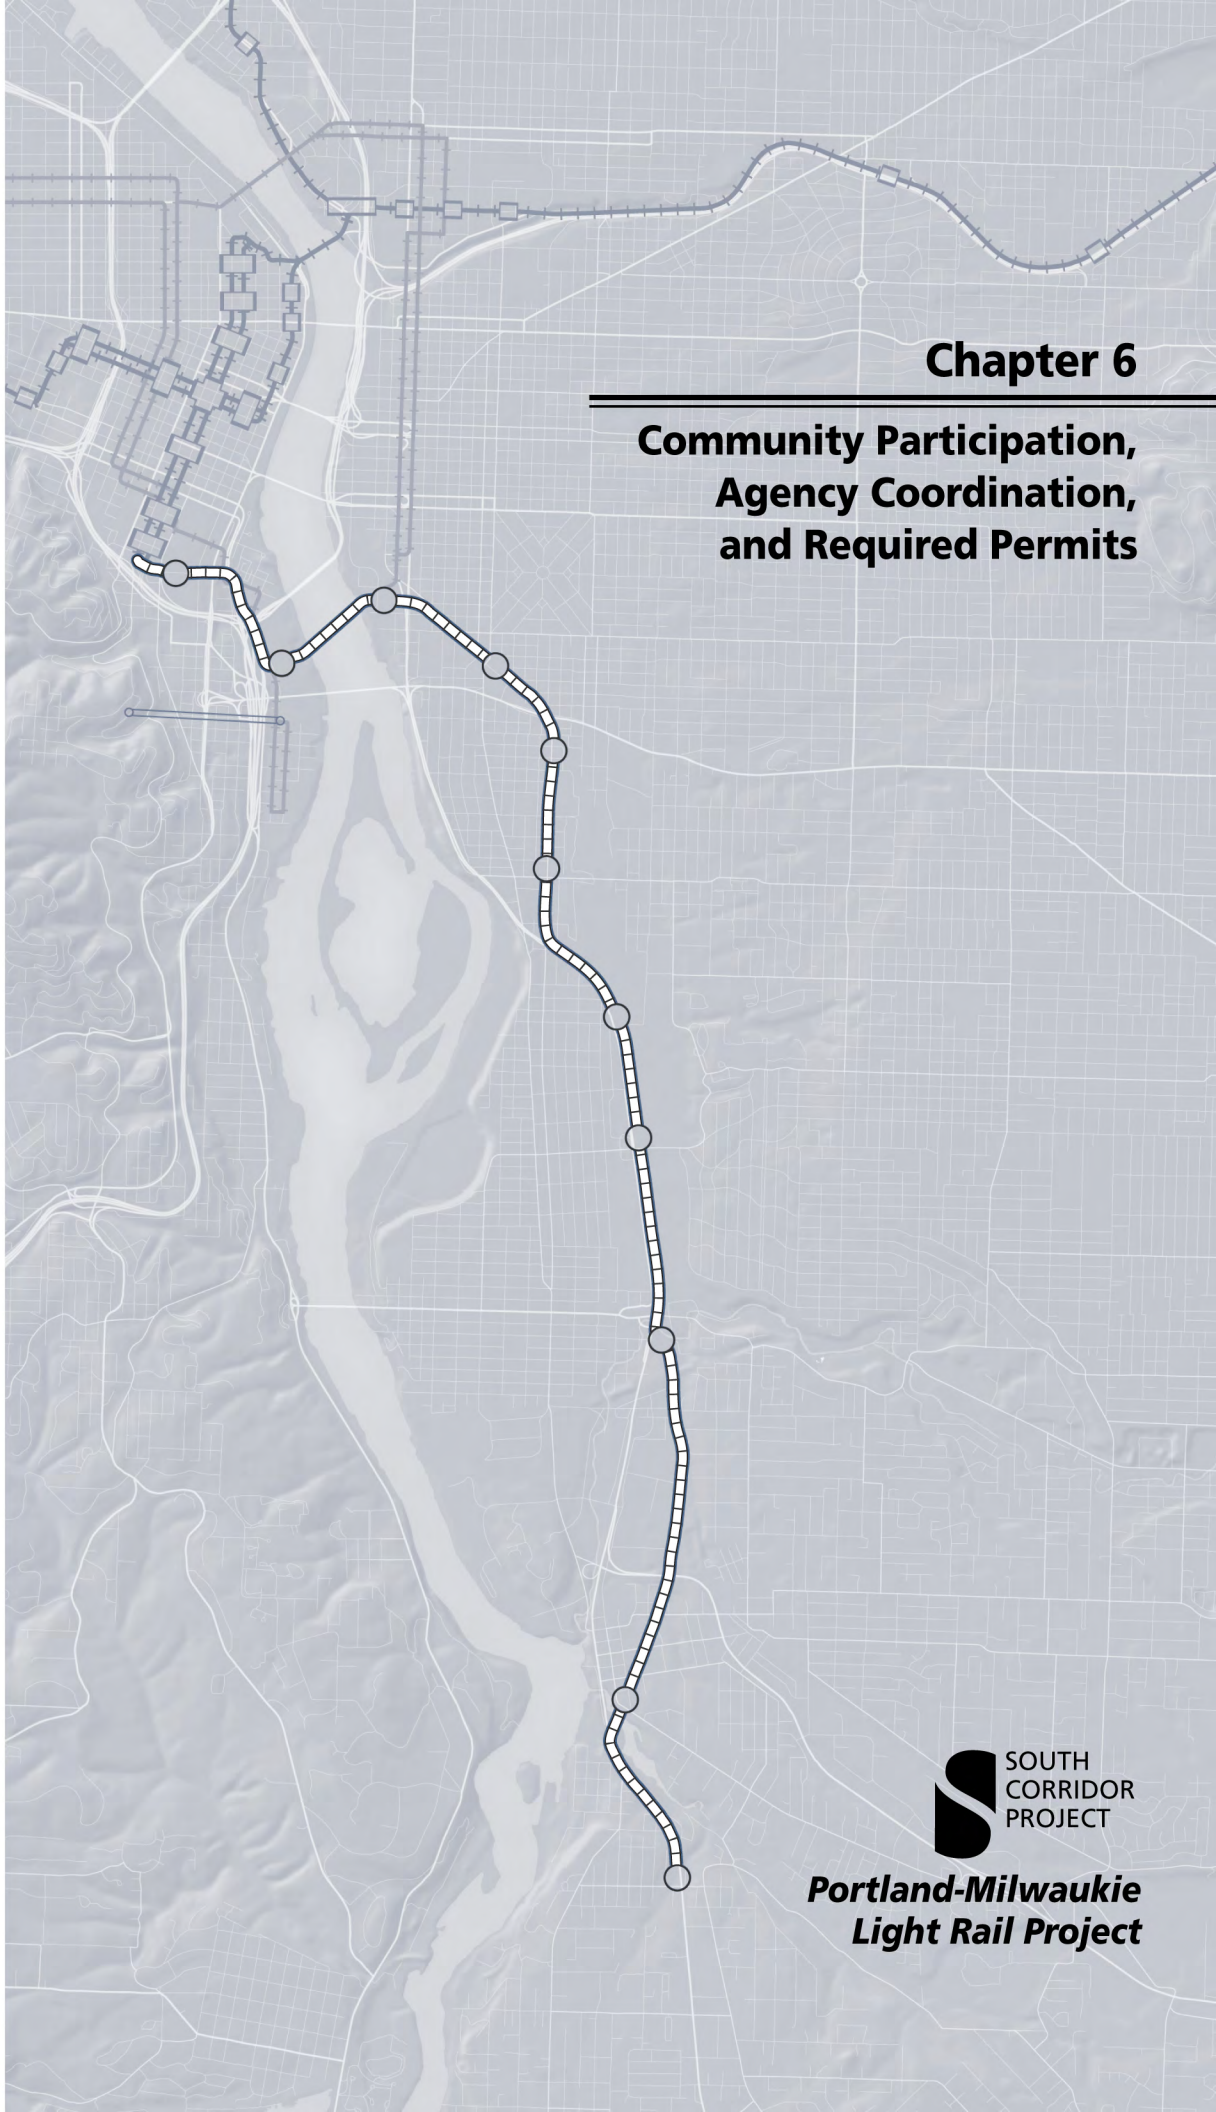 Chapter 6
Community Participation,
Agency Coordination,
and Required Permits
SOUTH
CORRIDOR
PROJECT
Portland-Milwaukie
Light Rail Project